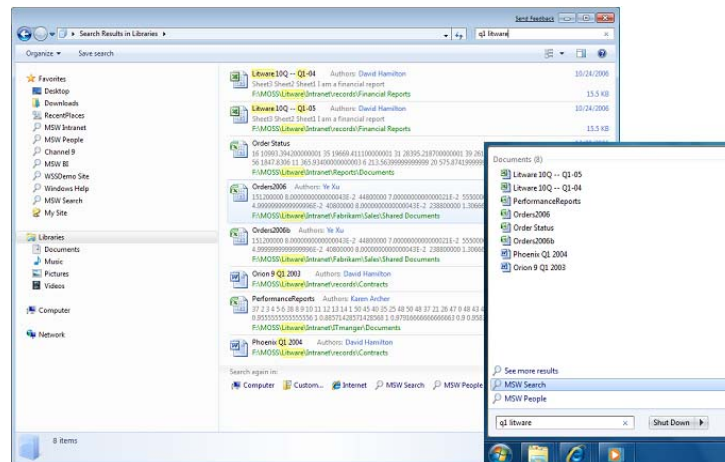 Send Feedback
Search Results in Libraries
q1 litware
Organize
Save search
Favorites
Desktop
Downloads
RecentPlaces
MSW Intranet
MSW People
Channel 9
MSW BI
WSSDemo Site
Windows Help
MSW Search
My Site
Libraries
Documents
Music
Pictures
Videos
Computer
Network
Litware 10Q -- Q1-04 Authors: David Hamilton 10/24/2006
Sheet3 Sheet2 Sheet1 I am a financial report
F:\MOSS\Litware\Intranet\records\Financial Reports 15.5 KB
Litware 10Q -- Q1-05 Authors: David Hamilton 10/24/2006
Sheet3 Sheet2 Sheet1 I am a financial report
F:\MOSS\Litware\Intranet\records\Financial Reports 15.5 KB
Order Status
F:\MOSS\Litware\Intranet\Reports\Documents
Orders2006 Authors: Ye Xu
F:\MOSS\Litware\Intranet\Fabrikam\Sales\Shared Documents
Orders2006b Authors: Ye Xu
F:\MOSS\Litware\Intranet\Fabrikam\Sales\Shared Documents
Orion 9 Q1 2003 Authors: David Hamilton
F:\MOSS\Litware\Intranet\records\Contracts
PerformanceReports Authors: Karen Archer
F:\MOSS\Litware\Intranet\ITmanger\Documents
Phoenix Q1 2004 Authors: David Hamilton
F:\MOSS\Litware\Intranet\records\Contracts
Search again in:
Computer Custom... Internet MSW Search MSW People
8 items
Documents (8)
Litware 10Q -- Q1-05
Litware 10Q -- Q1-04
PerformanceReports
Orders2006
Order Status
Orders2006b
Phoenix Q1 2004
Orion 9 Q1 2003
See more results
MSW Search
MSW People
q1 litware
Shut Down